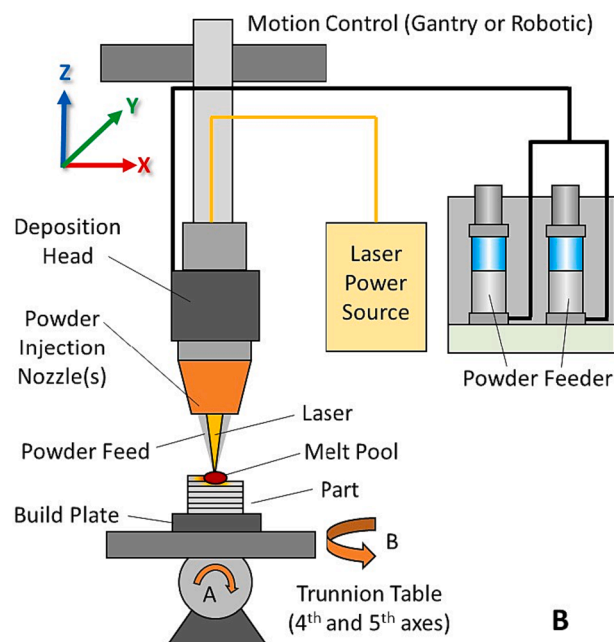 Motion Control (Gantry or Robotic)
Z
Y
X
Deposition
Head
Laser
Power
Source
Powder
Injection
Nozzle(s)
Powder Feeder
Laser
Powder Feed
Melt Pool
Part
Build Plate
B
A
Trunnion Table
(4th and 5th axes)
B